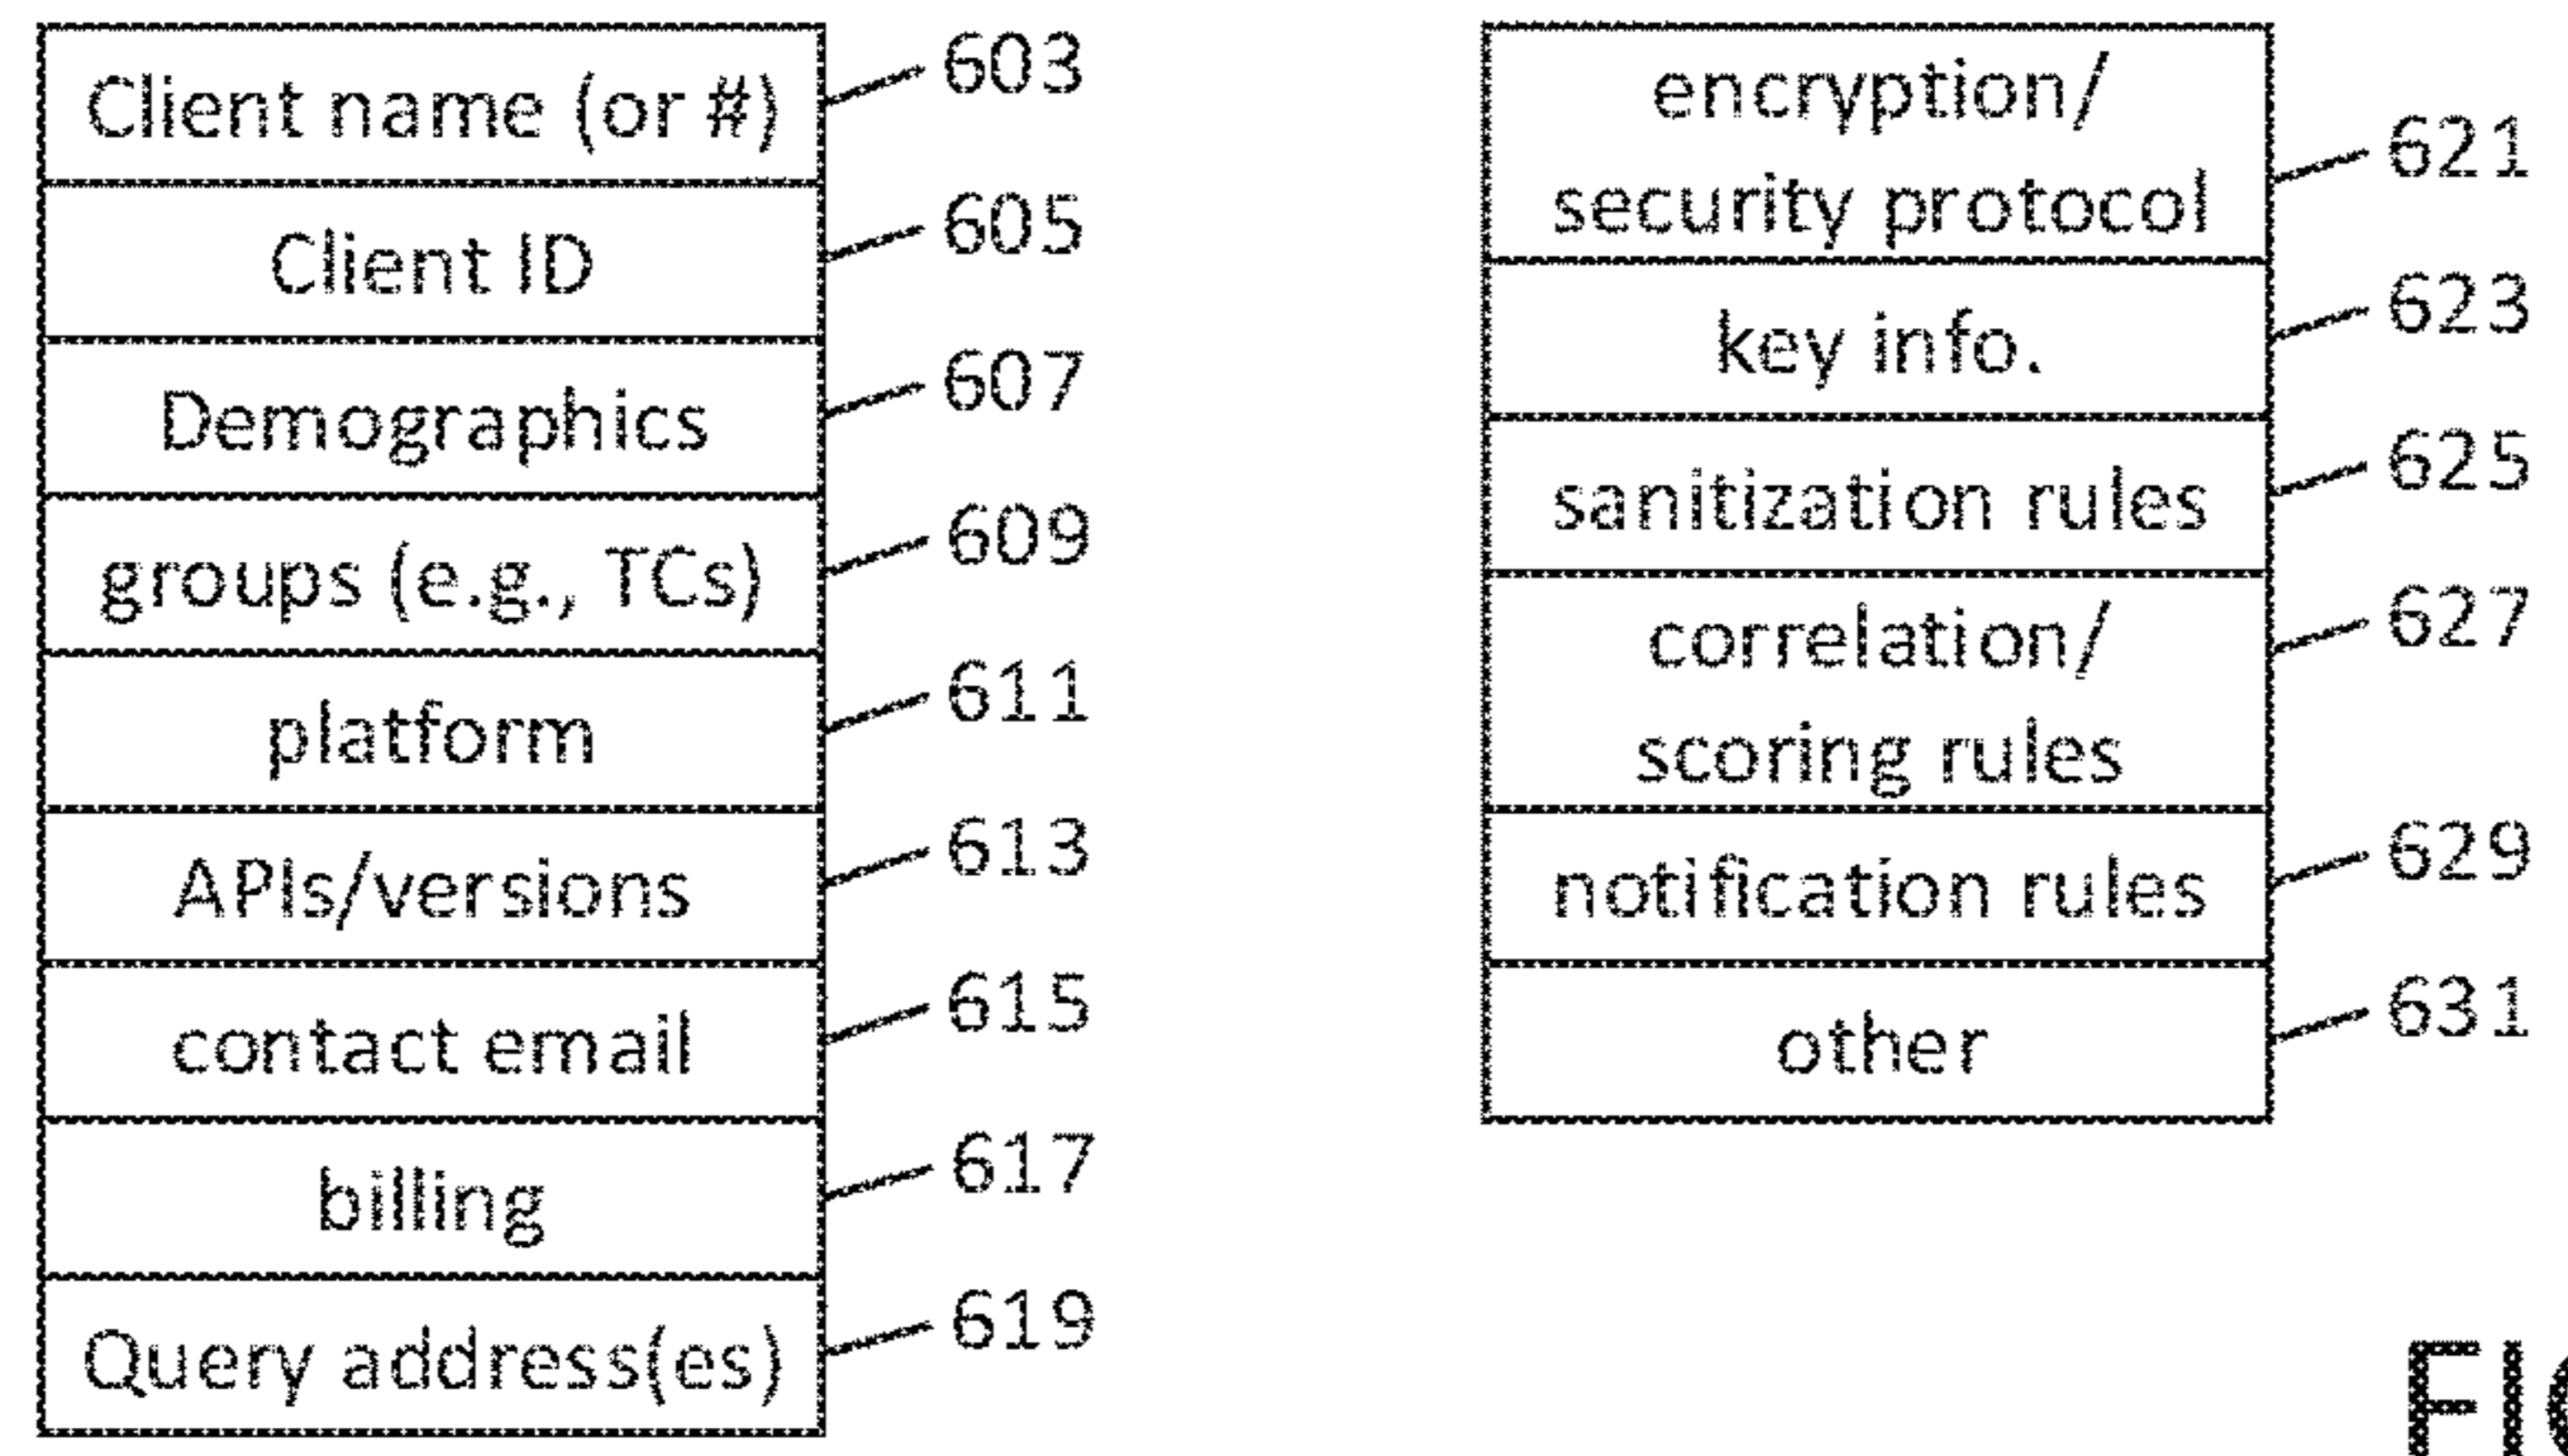 Client name (or #) 603
Client ID 605
Demographics 607
groups (e.g., TCs) 609
platform 611
APIs/versions 613
contact email 615
billing 617
Query address(es) 619
encryption/
security protocol 621
key info. 623
sanitization rules 625
correlation/ 627
scoring rules
notification rules 629
other 631